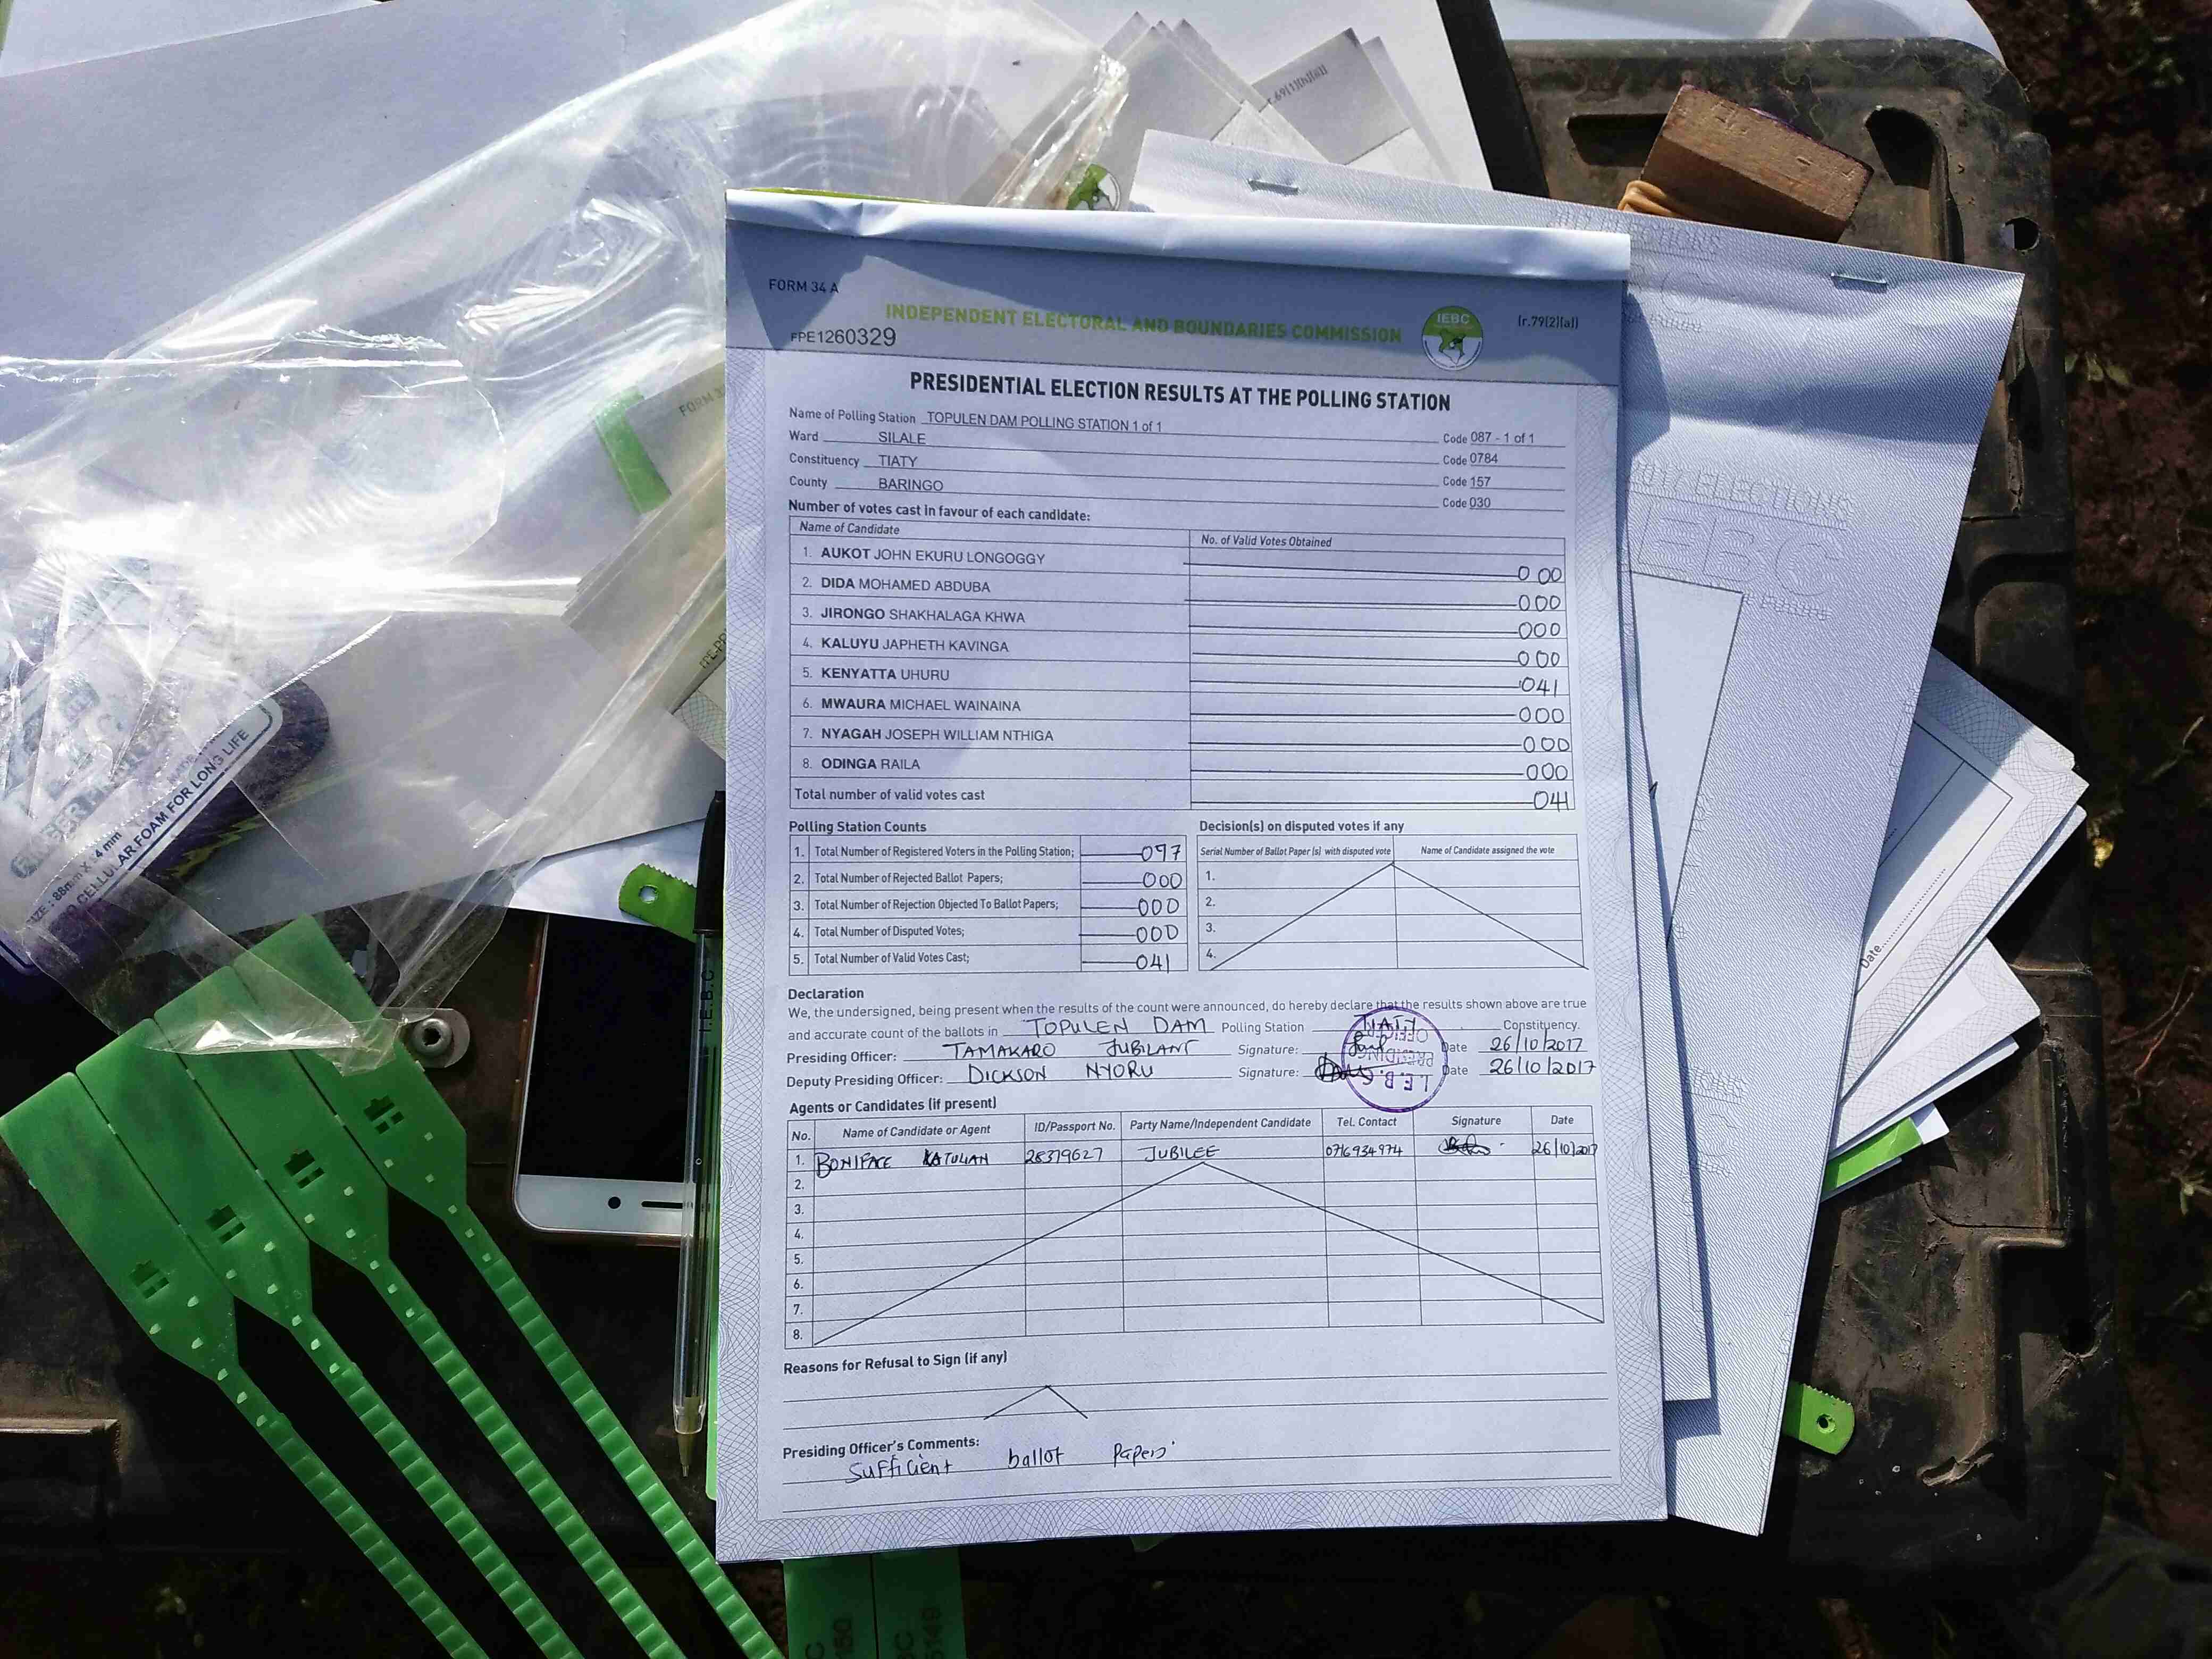 r.69(1)(h)(iii)
FORM 34 A
INDEPENDENT ELECTORAL AND BOUNDARIES COMMISSION
IEBC
(r.79(2)(a))
FPE1260329
PRESIDENTIAL ELECTION RESULTS AT THE POLLING STATION
Name of Polling Station TOPULEN DAM POLLING STATION 1 of 1 Code 087 - 1 of 1
Ward SILALE Code 0784
Constituency TIATY Code 157
County BARINGO Code 030
Number of votes cast in favour of each candidate:
Name of Candidate No. of Valid Votes Obtained
1. AUKOT JOHN EKURU LONGOGGY 000
2. DIDA MOHAMED ABDUBA 000
3. JIRONGO SHAKHALAGA KHWA 000
4. KALUYU JAPHETH KAVINGA 000
5. KENYATTA UHURU 041
6. MWAURA MICHAEL WAINAINA 000
7. NYAGAH JOSEPH WILLIAM NTHIGA 000
8. ODINGA RAILA 000
Total number of valid votes cast 041
Polling Station Counts
1. Total Number of Registered Voters in the Polling Station; 097
2. Total Number of Rejected Ballot Papers; 000
3. Total Number of Rejection Objected To Ballot Papers; 000
4. Total Number of Disputed Votes; 000
5. Total Number of Valid Votes Cast; 041
Decision(s) on disputed votes if any
Serial Number of Ballot Paper (s) with disputed vote Name of Candidate assigned the vote
1.
2.
3.
4.
Declaration
We, the undersigned, being present when the results of the count were announced, do hereby declare that the results shown above are true
and accurate count of the ballots in TOPULEN DAM Polling Station TIATY Constituency.
Presiding Officer: TAMAKARO JUBILANT Signature: Date 26/10/2017
Deputy Presiding Officer: DICKSON NYORU Signature: Date 26/10/2017
I.E.B.C PRESIDING OFFICER
Agents or Candidates (if present)
No. Name of Candidate or Agent ID/Passport No. Party Name/Independent Candidate Tel. Contact Signature Date
1. BONIFACE KATULIAN 28379627 JUBILEE 0716934974 26/10/2017
2.
3.
4.
5.
6.
7.
8.
Reasons for Refusal to Sign (if any)
Presiding Officer's Comments:
Sufficient ballot papers
2017 ELECTIONS
IEBC
Date
I.E.B.C
SIZE : 88mm X
4 mm
CELLULAR FOAM FOR LONG LIFE
FORM 3